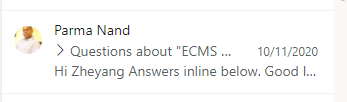 Parma Nand
> Questions about "ECMS ... 10/11/2020
Hi Zheyang Answers inline below. Good l...